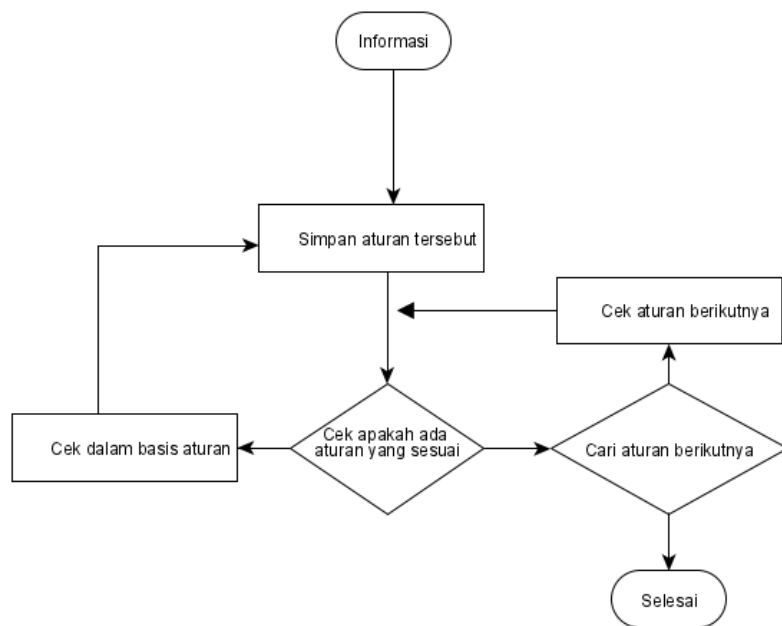 Informasi
Simpan aturan tersebut
Cek aturan berikutnya
Cek apakah ada
aturan yang sesuai
Cek dalam basis aturan
Cari aturan berikutnya
Selesai